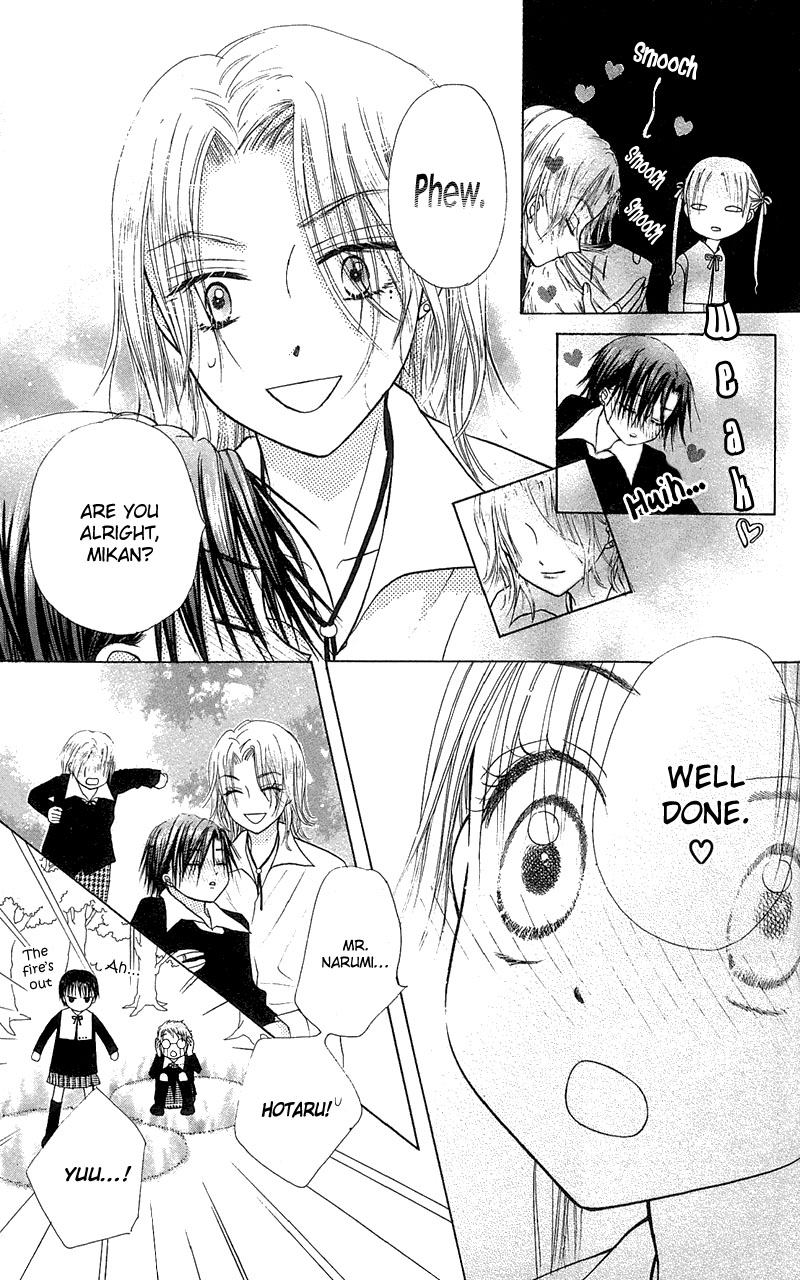 smooch
smooch
smooch
Weak♡
Huih....
Phew.
ARE YOU
ALRIGHT,
MIKAN?
WELL
DONE.
♡
MR.
NARUMI...
HOTARU!
YUU...!
The
fire's
out
Ah...